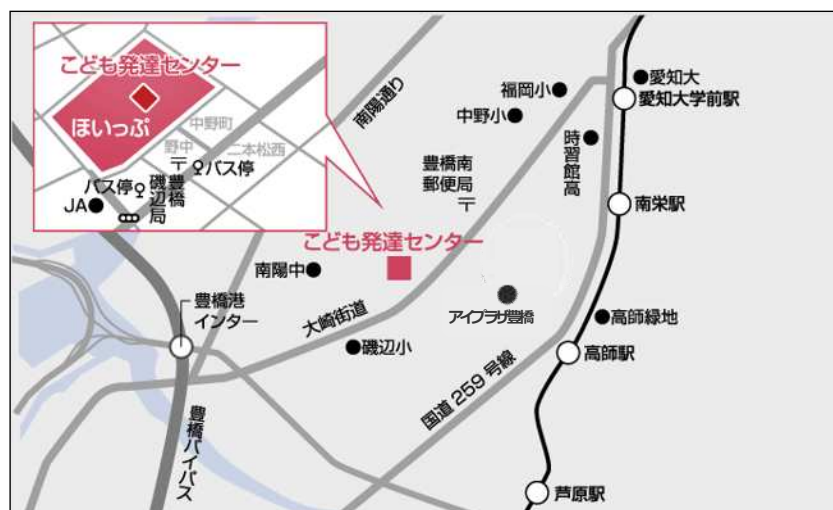 こども発達センター
ほいっぷ
中野町
野中
二本松西
〒
バス停
バス停
豊橋
磯辺局
JA
南陽通り
福岡小
中野小
愛知大
愛知大学前駅
時習館高
豊橋南
郵便局
〒
南栄駅
こども発達センター
南陽中
大崎街道
アイプラザ豊橋
豊橋港
インター
磯辺小
高師緑地
高師駅
国道259号線
豊橋バイパス
芦原駅